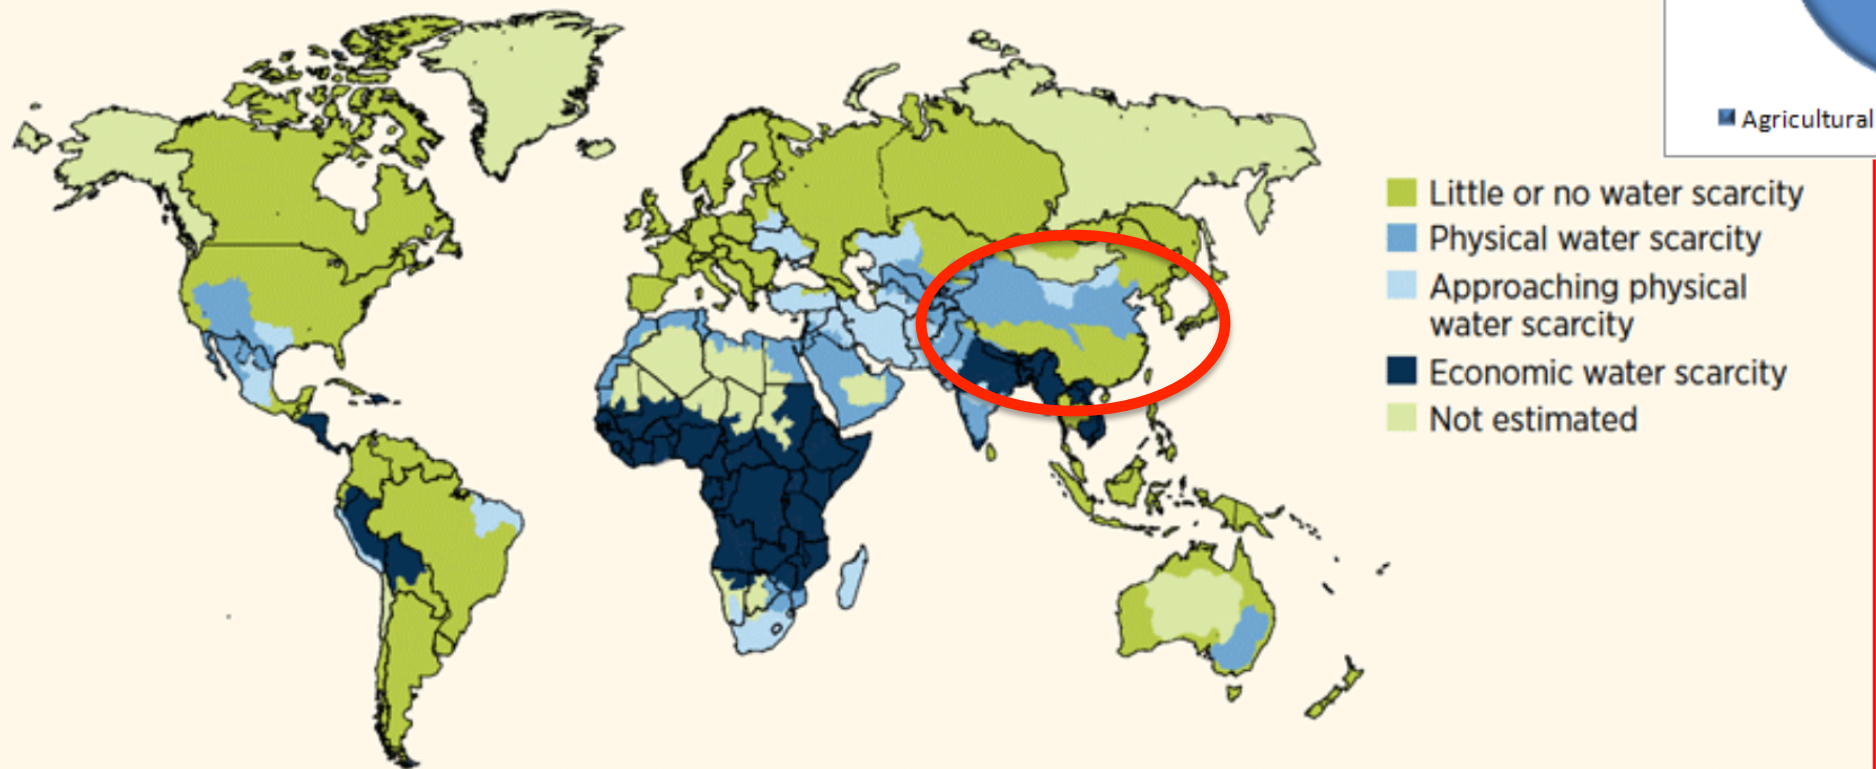 Agricultural
Little or no water scarcity
Physical water scarcity
Approaching physical
water scarcity
Economic water scarcity
Not estimated